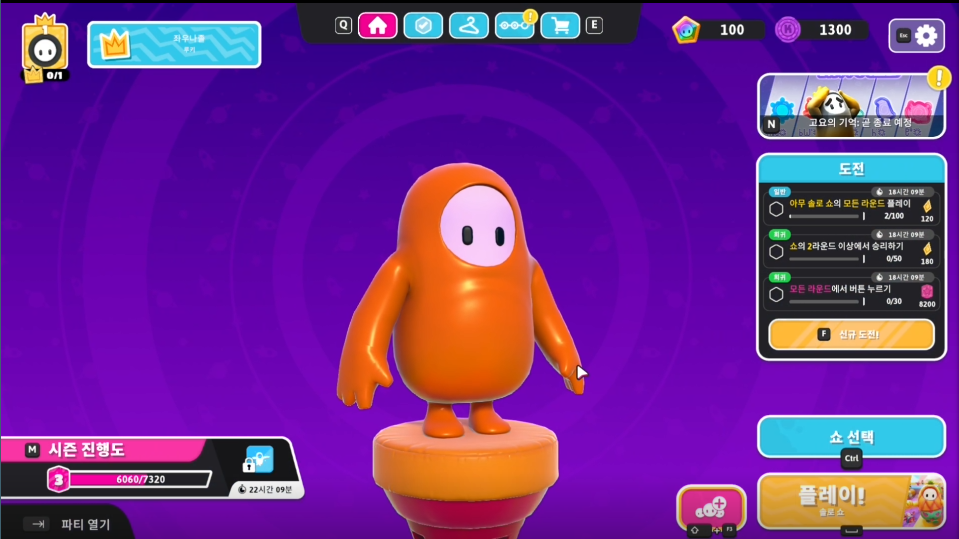 1
0/1
좌우나쫄
루키
Q
E
100
1300
Esc
N
고요의 기억: 곧 종료 예정
도전
일반
18시간 09분
아무 솔로 쇼의 모든 라운드 플레이
2/100
120
희귀
18시간 09분
쇼의 2라운드 이상에서 승리하기
0/50
180
희귀
18시간 09분
모든 라운드에서 버튼 누르기
0/30
8200
F
신규 도전!
M
시즌 진행도
3
6060/7320
22시간 09분
파티 열기
쇼 선택
Ctrl
플레이!
솔로 쇼
F3